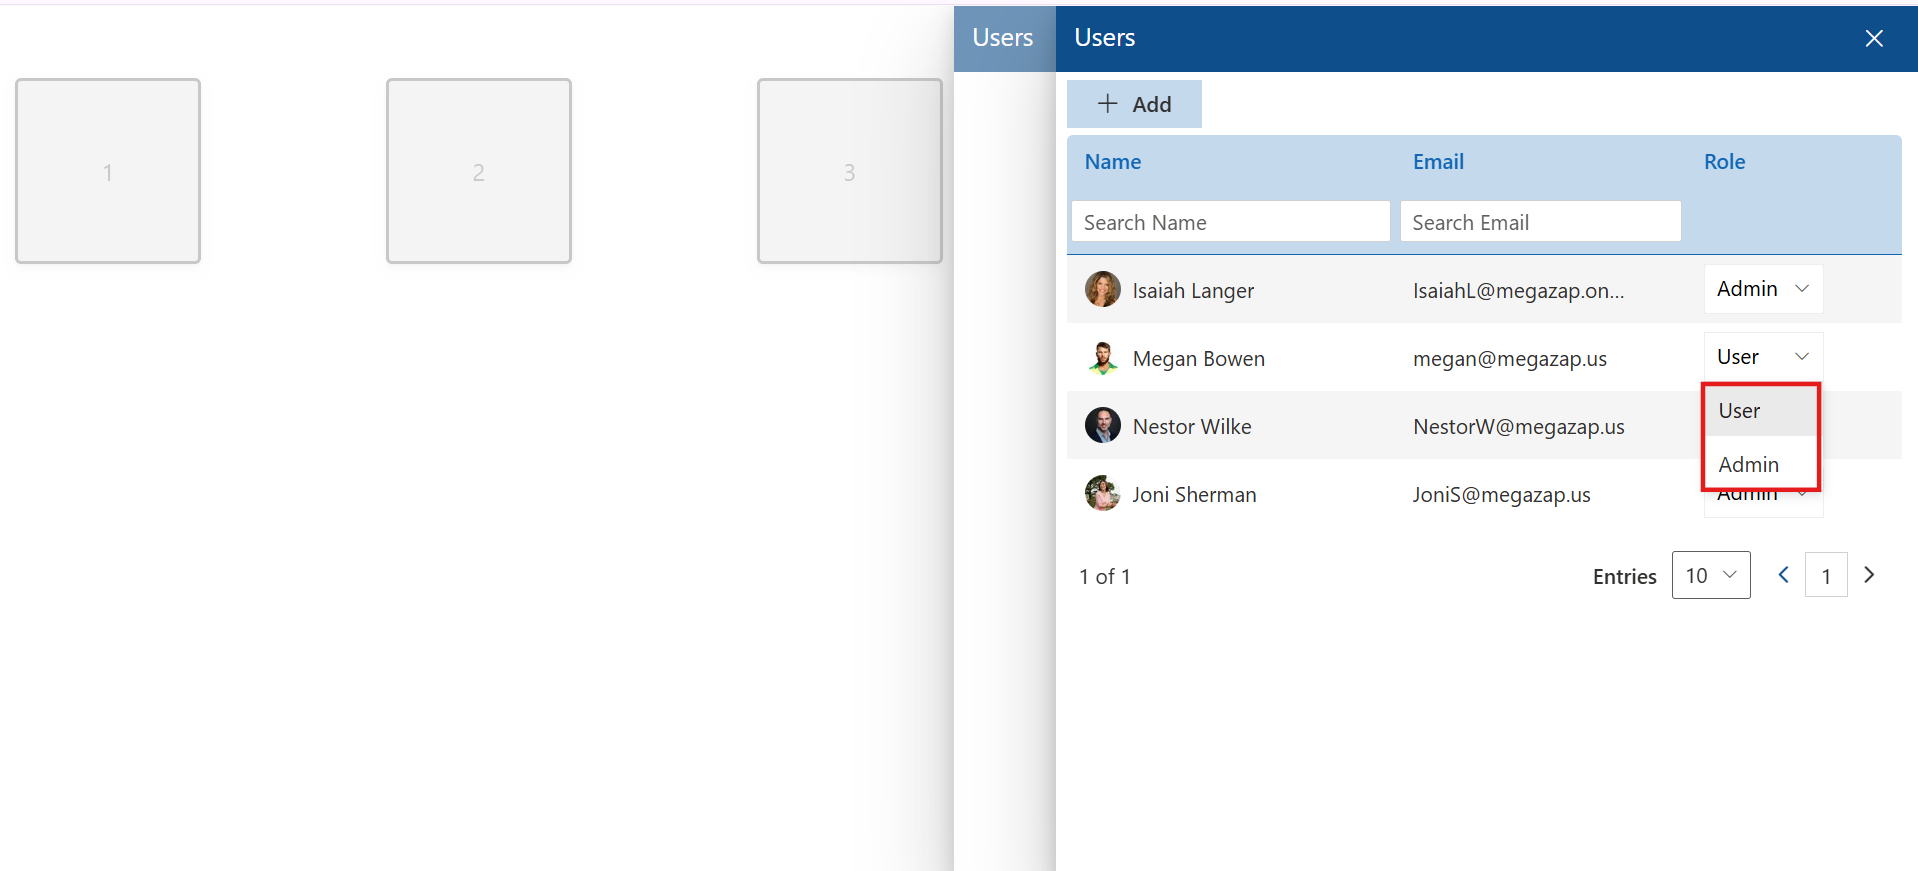 Users
Users
1
2
3
Add
Name
Email
Role
Search Name
Search Email
Isaiah Langer
IsaiahL@megazap.on...
Admin
Megan Bowen
megan@megazap.us
User
User
Nestor Wilke
NestorW@megazap.us
Admin
Joni Sherman
JoniS@megazap.us
Admin
1 of 1
Entries
10
1